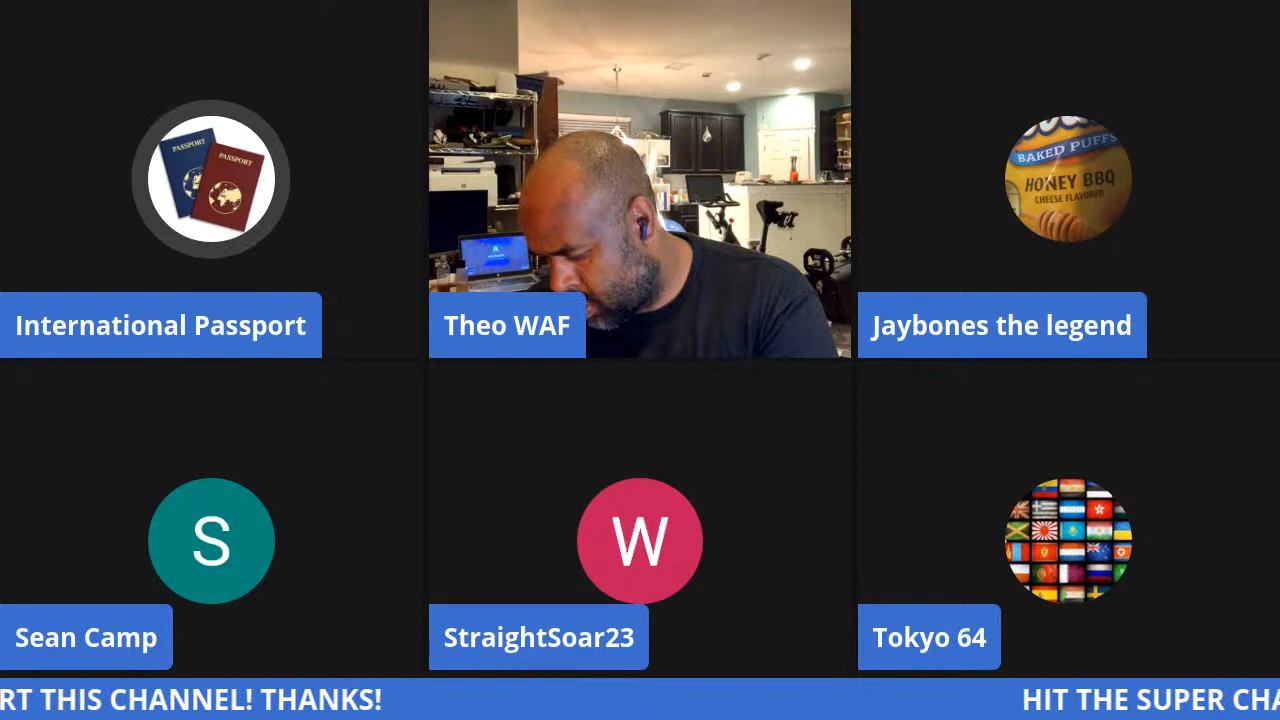 PASSPORT
PASSPORT
BAKED PUFFS
HONEY BBQ
CHEESE FLAVORED
International Passport
Theo WAF
Jaybones the legend
S
W
Sean Camp
StraightSoar23
Tokyo 64
RT THIS CHANNEL! THANKS!
HIT THE SUPER CHA